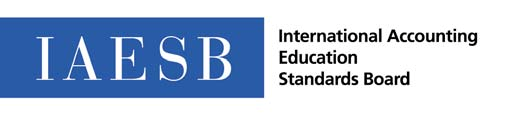 IAESB
International Accounting
Education
Standards Board